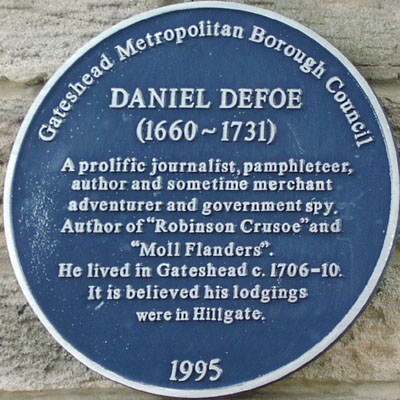 Gateshead Metropolitan Borough Council
DANIEL DEFOE
(1660~1731)
A prolific journalist, pamphleteer,
author and sometime merchant
adventurer and government spy.
Author of "Robinson Crusoe" and
"Moll Flanders".
He lived in Gateshead c. 1706-10.
It is believed his lodgings
were in Hillgate.
1995